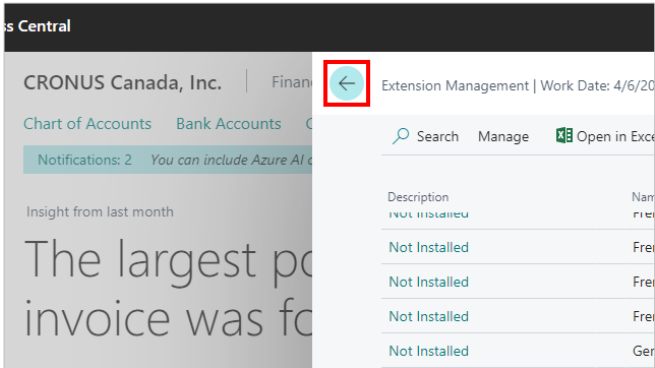 ss Central
CRONUS Canada, Inc. Finan
Chart of Accounts Bank Accounts C
Notifications: 2 You can include Azure AI
Insight from last month
The largest po
invoice was fo
Extension Management | Work Date: 4/6/20
Search Manage Open in Exce
Description Nam
Not Installed Fre
Not Installed Fre
Not Installed Fre
Not Installed Fre
Not Installed Ger